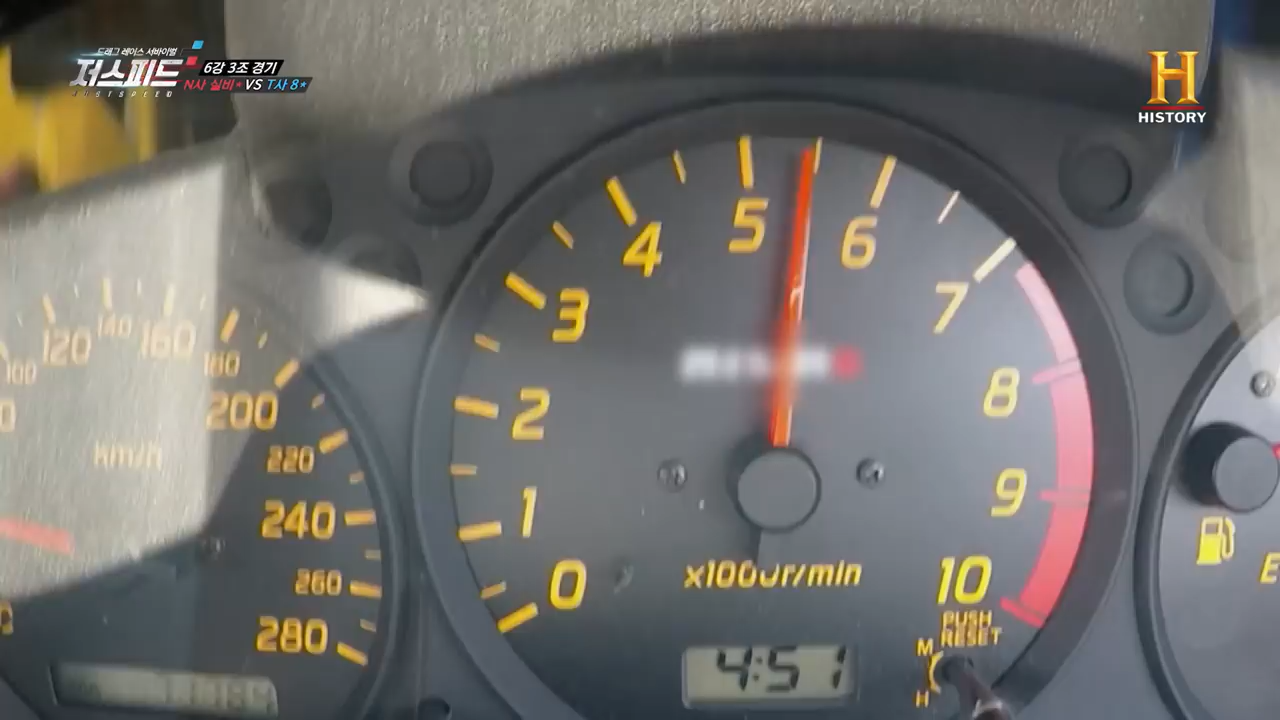 드래그 레이스 서바이벌
저스피드
6강 3조 경기
N사 실비★ VS T사 8★
H
HISTORY
100 120 140 160 180 200 220 240 260 280
km/h
0 1 2 3 4 5 6 7 8 9 10
x1000r/min
4:51
PUSH
RESET
M
H
E